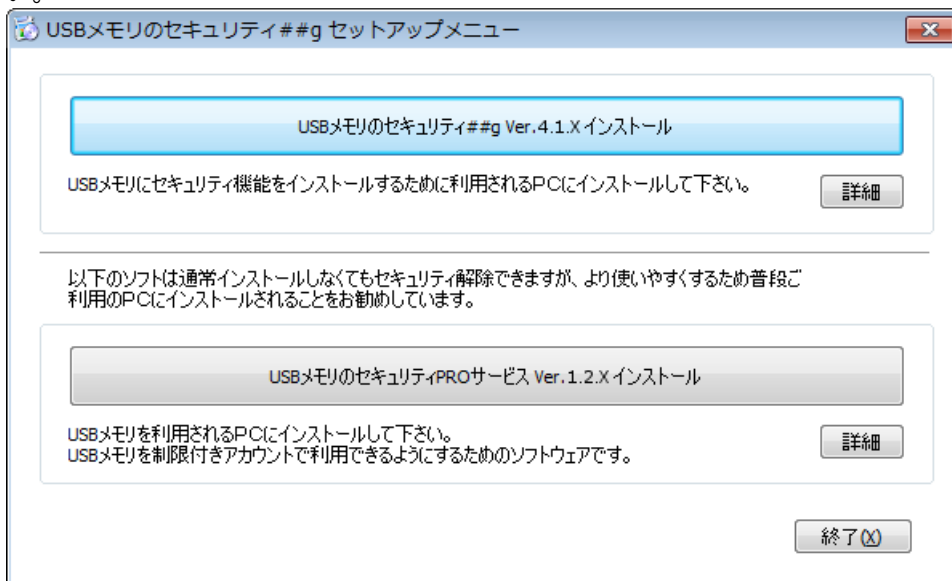 USBメモリのセキュリティ##g セットアップメニュー
USBメモリのセキュリティ##g Ver.4.1.X インストール
USBメモリにセキュリティ機能をインストールするために利用されるPCにインストールして下さい。
詳細
以下のソフトは通常インストールしなくてもセキュリティ解除できますが、より使いやすくするため普段ご
利用のPCにインストールされることをお勧めしています。
USBメモリのセキュリティPROサービス Ver.1.2.X インストール
USBメモリを利用されるPCにインストールして下さい。
USBメモリを制限付きアカウントで利用できるようにするためのソフトウェアです。
詳細
終了(X)